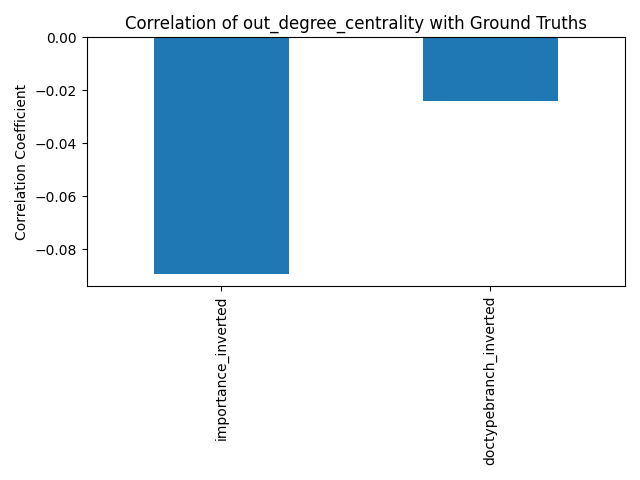 Correlation of out_degree_centrality with Ground Truths
Correlation Coefficient
0.00
−0.02
−0.04
−0.06
−0.08
importance_inverted
doctypebranch_inverted